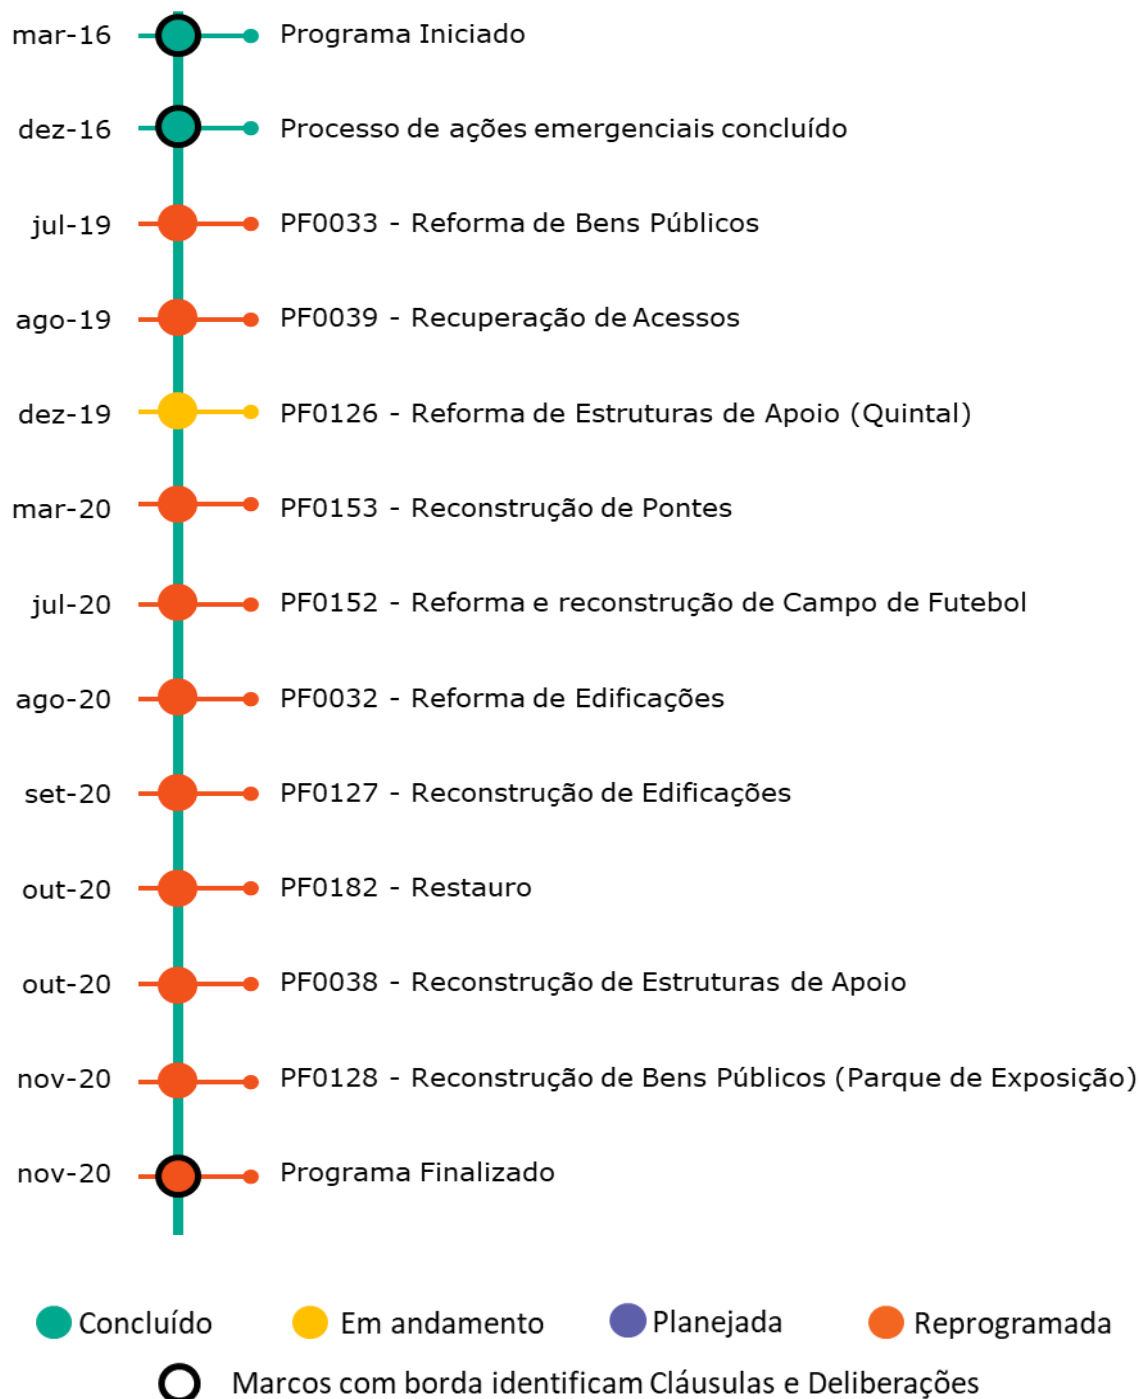 mar-16 Programa Iniciado
dez-16 Processo de ações emergenciais concluído
jul-19 PF0033 - Reforma de Bens Públicos
ago-19 PF0039 - Recuperação de Acessos
dez-19 PF0126 - Reforma de Estruturas de Apoio (Quintal)
mar-20 PF0153 - Reconstrução de Pontes
jul-20 PF0152 - Reforma e reconstrução de Campo de Futebol
ago-20 PF0032 - Reforma de Edificações
set-20 PF0127 - Reconstrução de Edificações
out-20 PF0182 - Restauro
out-20 PF0038 - Reconstrução de Estruturas de Apoio
nov-20 PF0128 - Reconstrução de Bens Públicos (Parque de Exposição)
nov-20 Programa Finalizado
Concluído Em andamento Planejada Reprogramada
Marcos com borda identificam Cláusulas e Deliberações